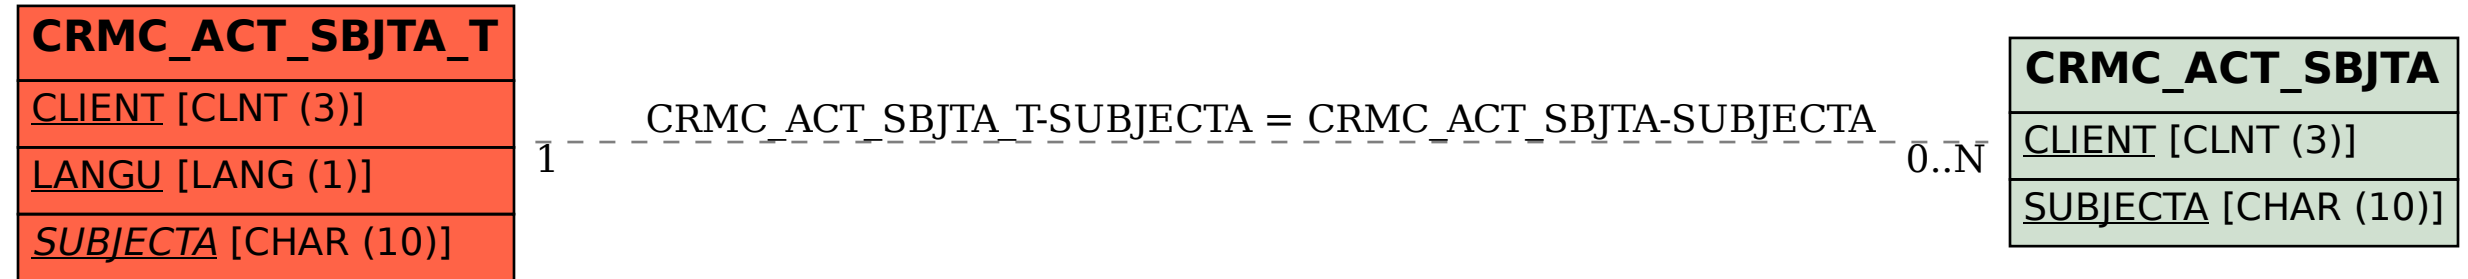 CRMC_ACT_SBJTA_T
CLIENT [CLNT (3)]
LANGU [LANG (1)]
SUBJECTA [CHAR (10)]
CRMC_ACT_SBJTA_T-SUBJECTA = CRMC_ACT_SBJTA-SUBJECTA
1
0..N
CRMC_ACT_SBJTA
CLIENT [CLNT (3)]
SUBJECTA [CHAR (10)]